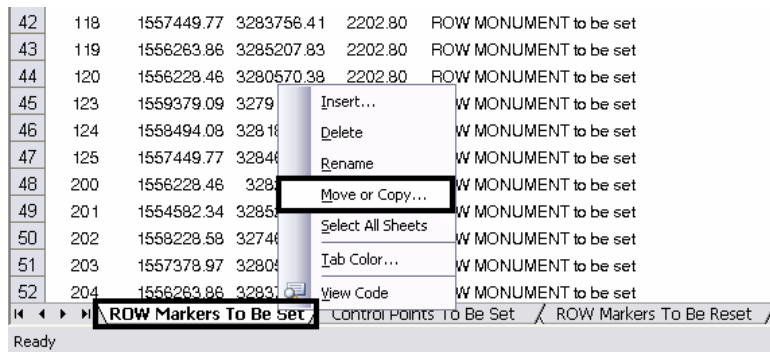 42 118 1557449.77 3283756.41 2202.80 ROW MONUMENT to be set
43 119 1556263.86 3285207.83 2202.80 ROW MONUMENT to be set
44 120 1556228.46 3280570.38 2202.80 ROW MONUMENT to be set
45 123 1559379.09 3279 W MONUMENT to be set
46 124 1558494.08 3281 W MONUMENT to be set
47 125 1557449.77 3284 W MONUMENT to be set
48 200 1556228.46 328 W MONUMENT to be set
49 201 1554582.34 3285 W MONUMENT to be set
50 202 1558228.58 3274 W MONUMENT to be set
51 203 1557378.97 3280 W MONUMENT to be set
52 204 1556263.86 3283 W MONUMENT to be set
Insert...
Delete
Rename
Move or Copy...
Select All Sheets
Tab Color...
View Code
ROW Markers To Be Set Control Points To Be Set ROW Markers To Be Reset
Ready